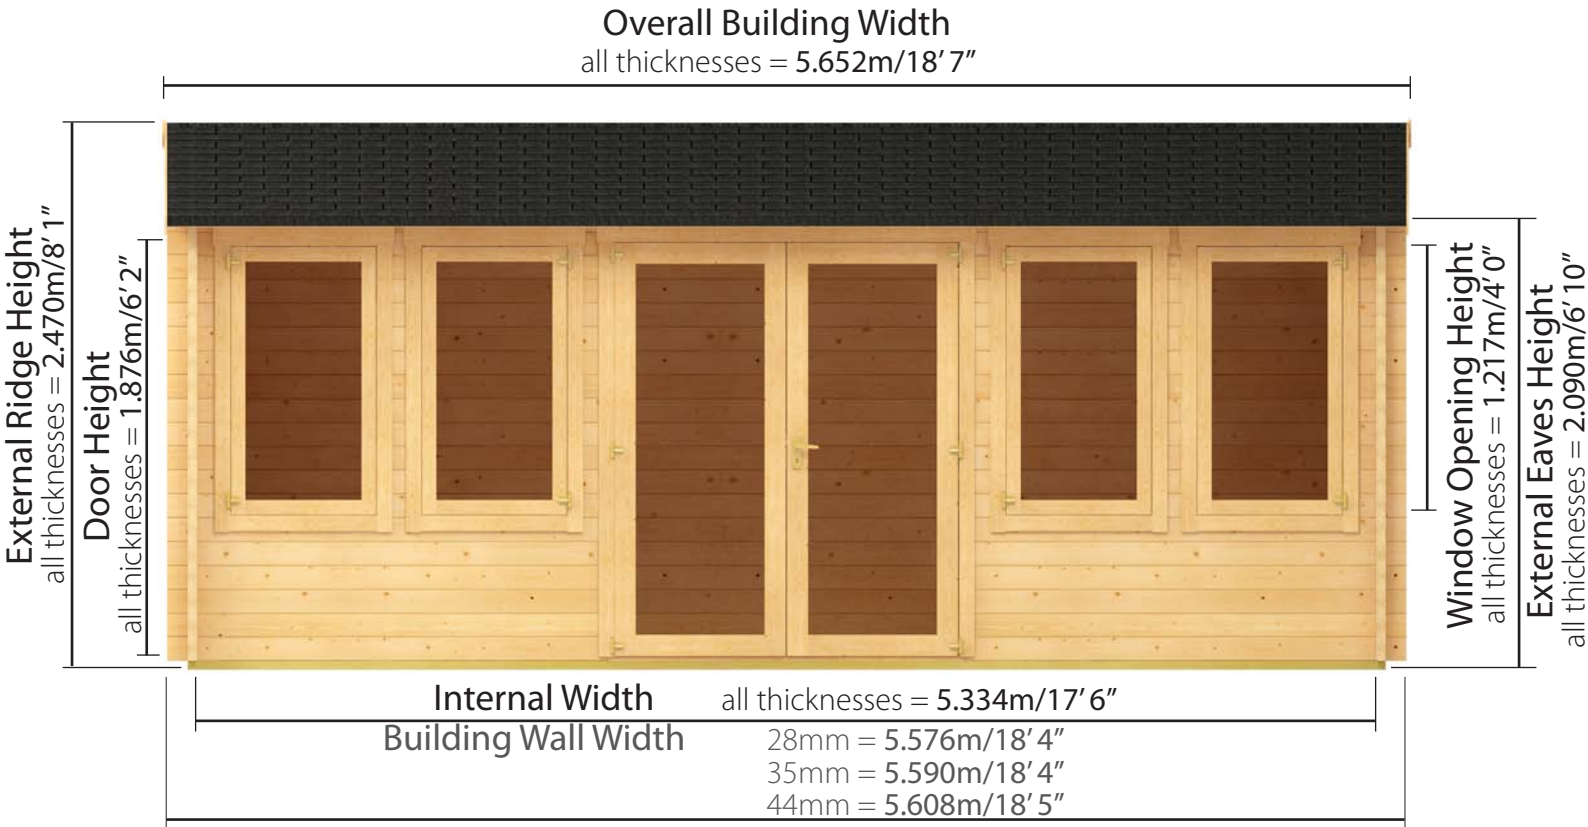 Overall Building Width
all thicknesses = 5.652m/18’ 7”
External Ridge Height
all thicknesses = 2.470m/8’ 1”
Door Height
all thicknesses = 1.876m/6’ 2”
Window Opening Height
all thicknesses = 1.217m/4’ 0”
External Eaves Height
all thicknesses = 2.090m/6’ 10”
Internal Width all thicknesses = 5.334m/17’ 6”
Building Wall Width 28mm = 5.576m/18’ 4”
35mm = 5.590m/18’ 4”
44mm = 5.608m/18’ 5”